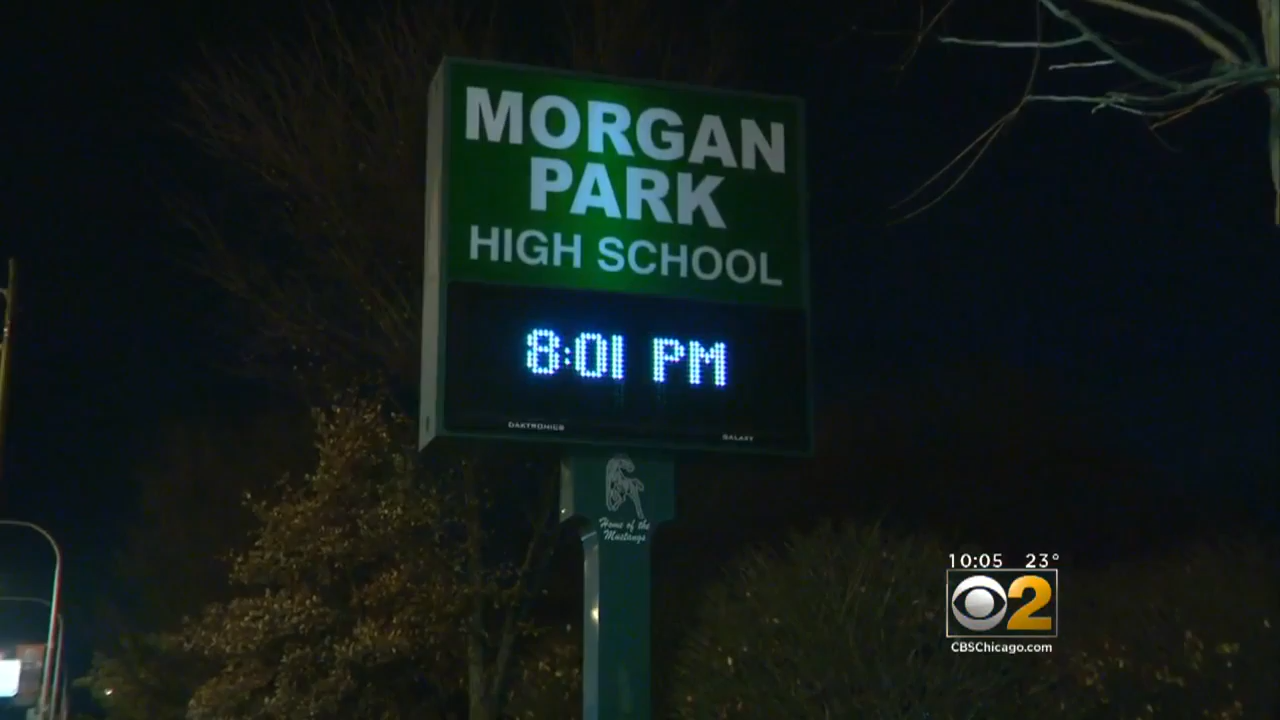 MORGAN
PARK
HIGH SCHOOL
8:01 PM
DAKTRONICS GALAXY
Home of the
Mustangs
10:05 23°
2
CBSChicago.com